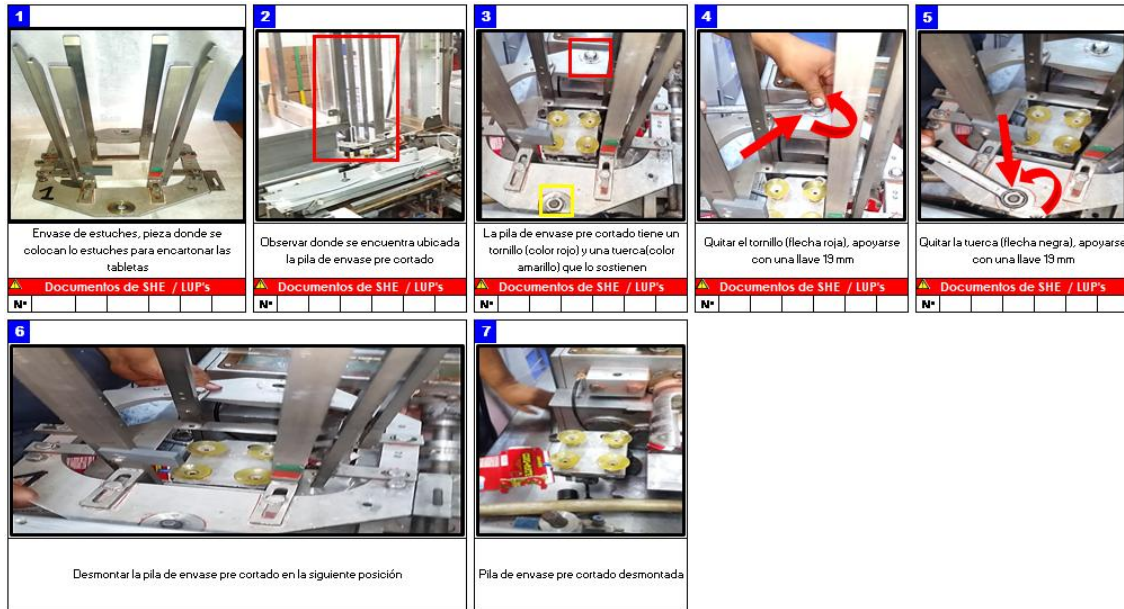 1
Envase de estuches, pieza donde se
colocan lo estuches para encartonar las
tabletas
Documentos de SHE / LUP's
N•
2
Observar donde se encuentra ubicada
la pila de envase pre cortado
Documentos de SHE / LUP's
N•
3
La pila de envase pre cortado tiene un
tornillo (color rojo) y una tuerca(color
amarillo) que lo sostienen
Documentos de SHE / LUP's
N•
4
Quitar el tornillo (flecha roja), apoyarse
con una llave 19 mm
Documentos de SHE / LUP's
N•
5
Quitar la tuerca (flecha negra), apoyarse
con una llave 19 mm
Documentos de SHE / LUP's
N•
6
Desmontar la pila de envase pre cortado en la siguiente posición
7
Pila de envase pre cortado desmontada
1